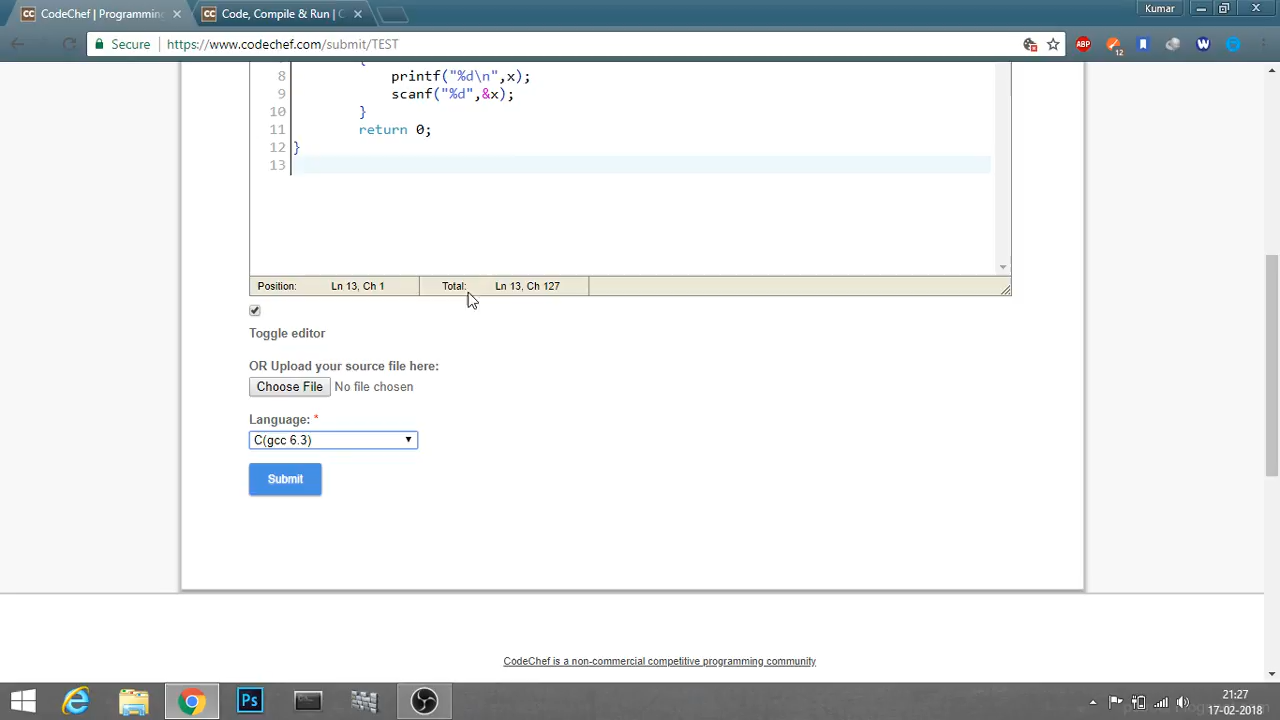 CodeChef | Programming
Code, Compile & Run | C
Kumar
Secure
https://www.codechef.com/submit/TEST
ABP
12
W
8 printf("%d\n",x);
9 scanf("%d",&x);
10 }
11 return 0;
12 }
13
Position: Ln 13, Ch 1 Total: Ln 13, Ch 127
Toggle editor
OR Upload your source file here:
Choose File No file chosen
Language: *
C(gcc 6.3)
Submit
CodeChef is a non-commercial competitive programming community
Ps
21:27
17-02-2018